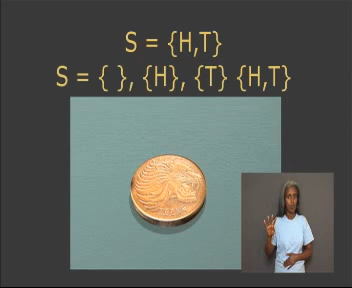 S = {H,T}
S = { }, {H}, {T} {H,T}